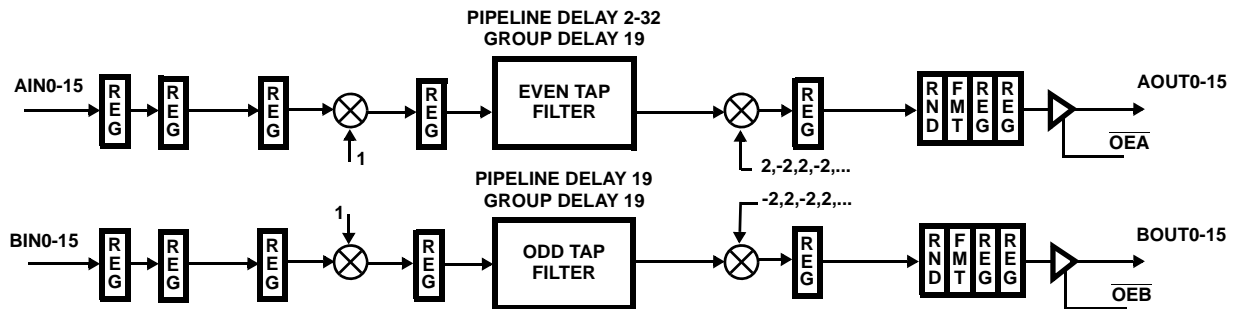 PIPELINE DELAY 2-32
GROUP DELAY 19
AIN0-15
REG
REG
REG
1
REG
EVEN TAP
FILTER
2,-2,2,-2,...
REG
RND
FMT
REG
REG
AOUT0-15
OEA
PIPELINE DELAY 19
GROUP DELAY 19
BIN0-15
REG
REG
REG
1
REG
ODD TAP
FILTER
-2,2,-2,2,...
REG
RND
FMT
REG
REG
BOUT0-15
OEB